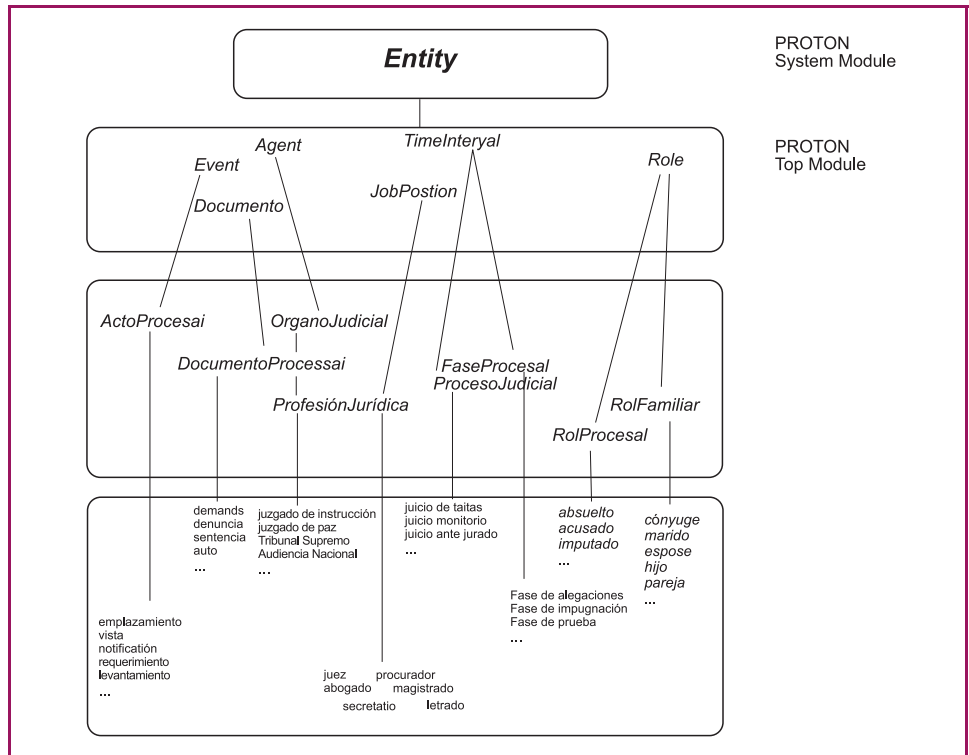 Entity
PROTON
System Module
PROTON
Top Module
Agent
TimeInteryal
Event
Role
JobPostion
Documento
ActoProcesai
OrganoJudicial
DocumentoProcessai
FaseProcesal
ProcesoJudicial
ProfesiónJurídica
RolFamiliar
RolProcesal
demands
denuncia
sentencia
auto
...
juzgado de instrucción
juzgado de paz
Tribunal Supremo
Audiencia Nacional
...
juicio de taitas
juicio monitorio
juicio ante jurado
...
absuelto
acusado
imputado
...
cónyuge
marido
espose
hijo
pareja
...
Fase de alegaciones
Fase de impugnación
Fase de prueba
...
emplazamiento
vista
notificatión
requerimiento
levantamiento
...
juez procurador
abogado magistrado
secretatio letrado